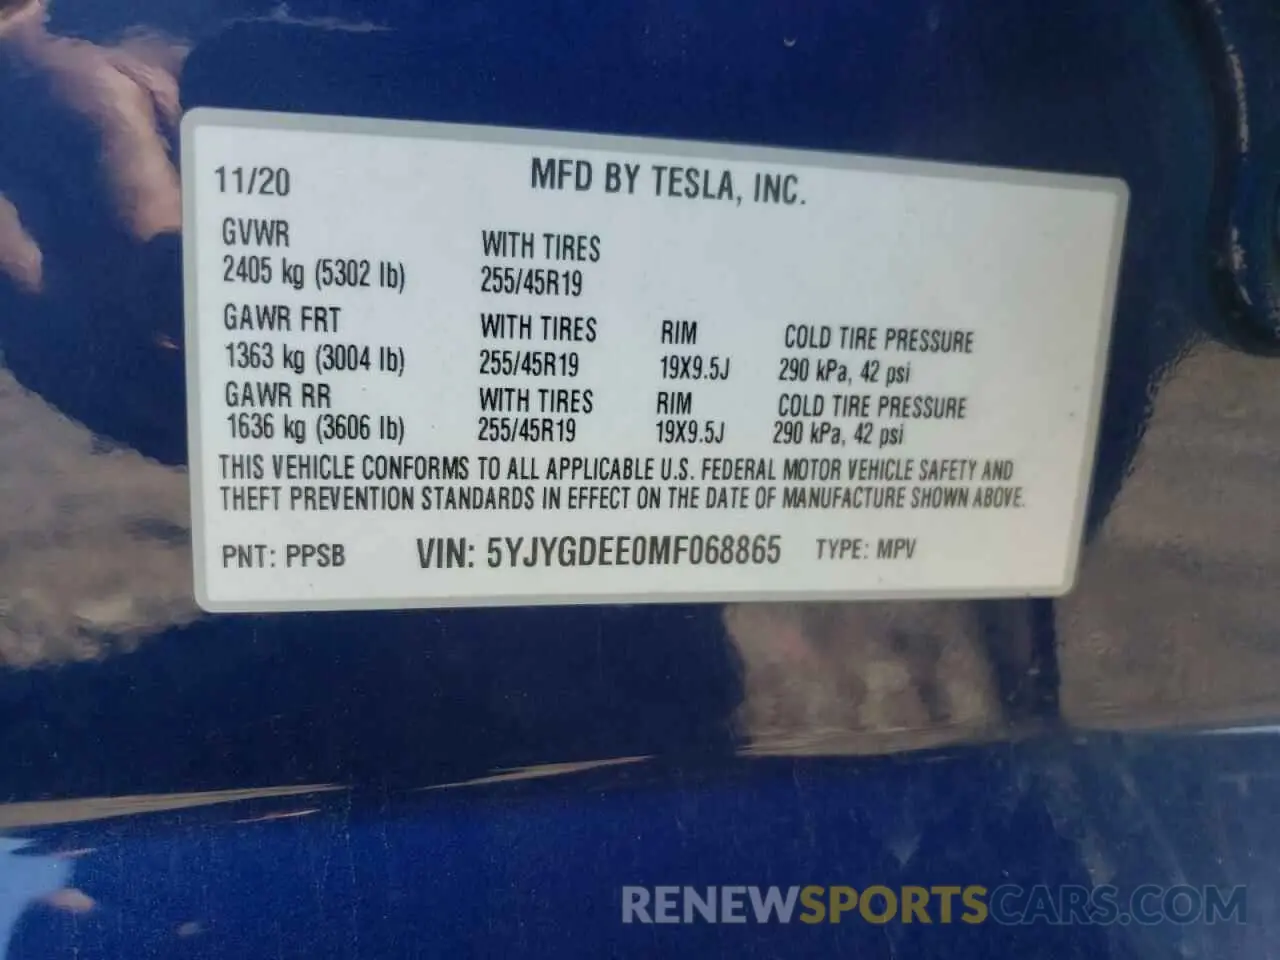 11/20 MFD BY TESLA, INC.
GVWR WITH TIRES
2405 kg (5302 lb) 255/45R19
GAWR FRT WITH TIRES RIM COLD TIRE PRESSURE
1363 kg (3004 lb) 255/45R19 19X9.5J 290 kPa, 42 psi
GAWR RR WITH TIRES RIM COLD TIRE PRESSURE
1636 kg (3606 lb) 255/45R19 19X9.5J 290 kPa, 42 psi
THIS VEHICLE CONFORMS TO ALL APPLICABLE U.S. FEDERAL MOTOR VEHICLE SAFETY AND
THEFT PREVENTION STANDARDS IN EFFECT ON THE DATE OF MANUFACTURE SHOWN ABOVE.
PNT: PPSB VIN: 5YJYGDEE0MF068865 TYPE: MPV
RENEWSPORTSCARS.COM